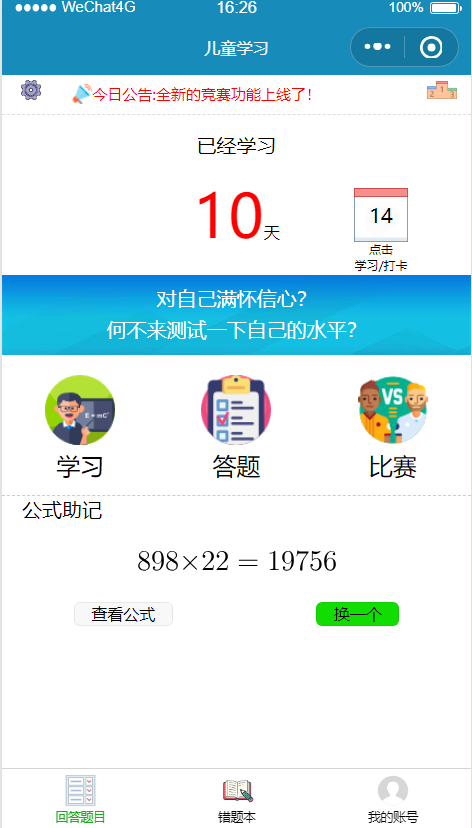 WeChat4G 16:26 100%
儿童学习
今日公告:全新的竞赛功能上线了!
2 1 3
已经学习
10天
14
点击
学习/打卡
对自己满怀信心?
何不来测试一下自己的水平?
VS
学习 答题 比赛
公式助记
898×22 = 19756
查看公式 换一个
回答题目 错题本 我的账号